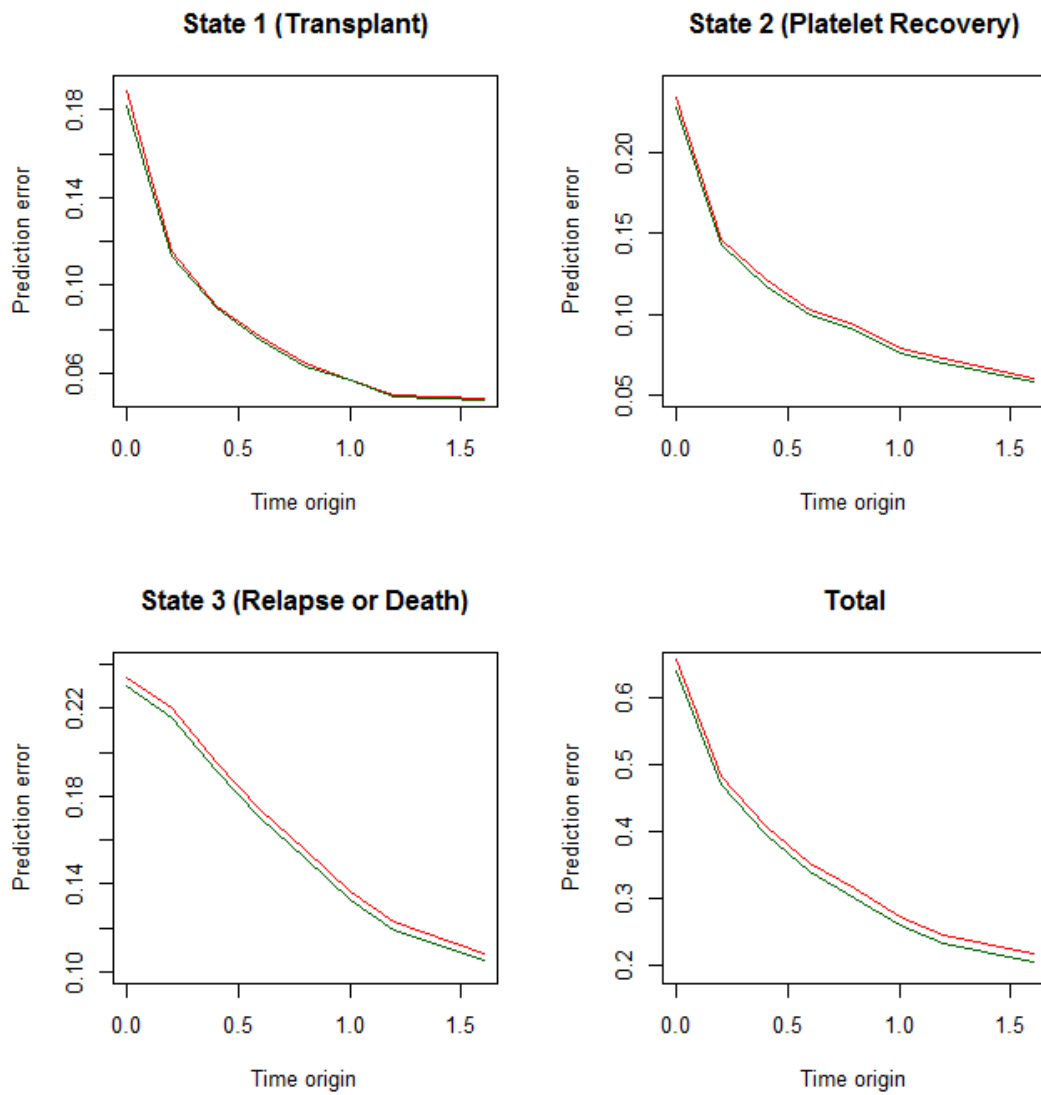 State 1 (Transplant)
Prediction error
0.18
0.14
0.10
0.06
0.0 0.5 1.0 1.5
Time origin
State 2 (Platelet Recovery)
Prediction error
0.20
0.15
0.10
0.05
0.0 0.5 1.0 1.5
Time origin
State 3 (Relapse or Death)
Prediction error
0.22
0.18
0.14
0.10
0.0 0.5 1.0 1.5
Time origin
Total
Prediction error
0.6
0.5
0.4
0.3
0.2
0.0 0.5 1.0 1.5
Time origin